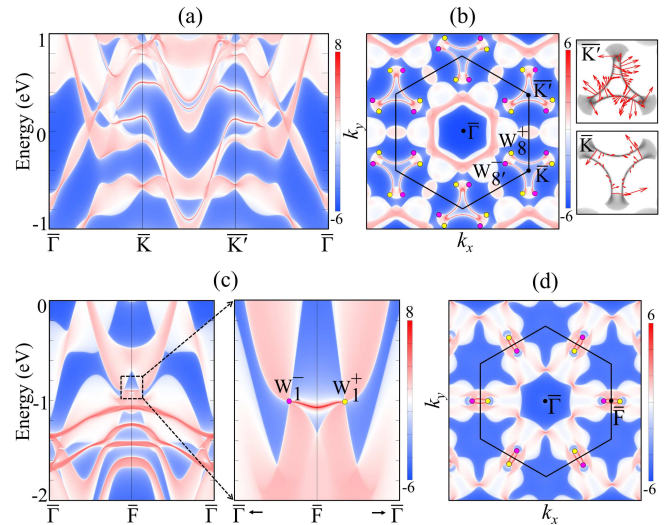 (a)
Energy (eV)
1
0
-1
Γ̅ K̅ K̅′ Γ̅
8
-6
(b)
k_y
k_x
Γ̅
K̅′
W₈⁺
W₈′⁻
K̅
6
-6
K̅′
K̅
(c)
Energy (eV)
0
-1
-2
Γ̅ F̅ Γ̅
W₁⁻ W₁⁺
Γ̅ ← F̅ → Γ̅
8
-6
(d)
k_y
k_x
Γ̅
F̅
6
-6